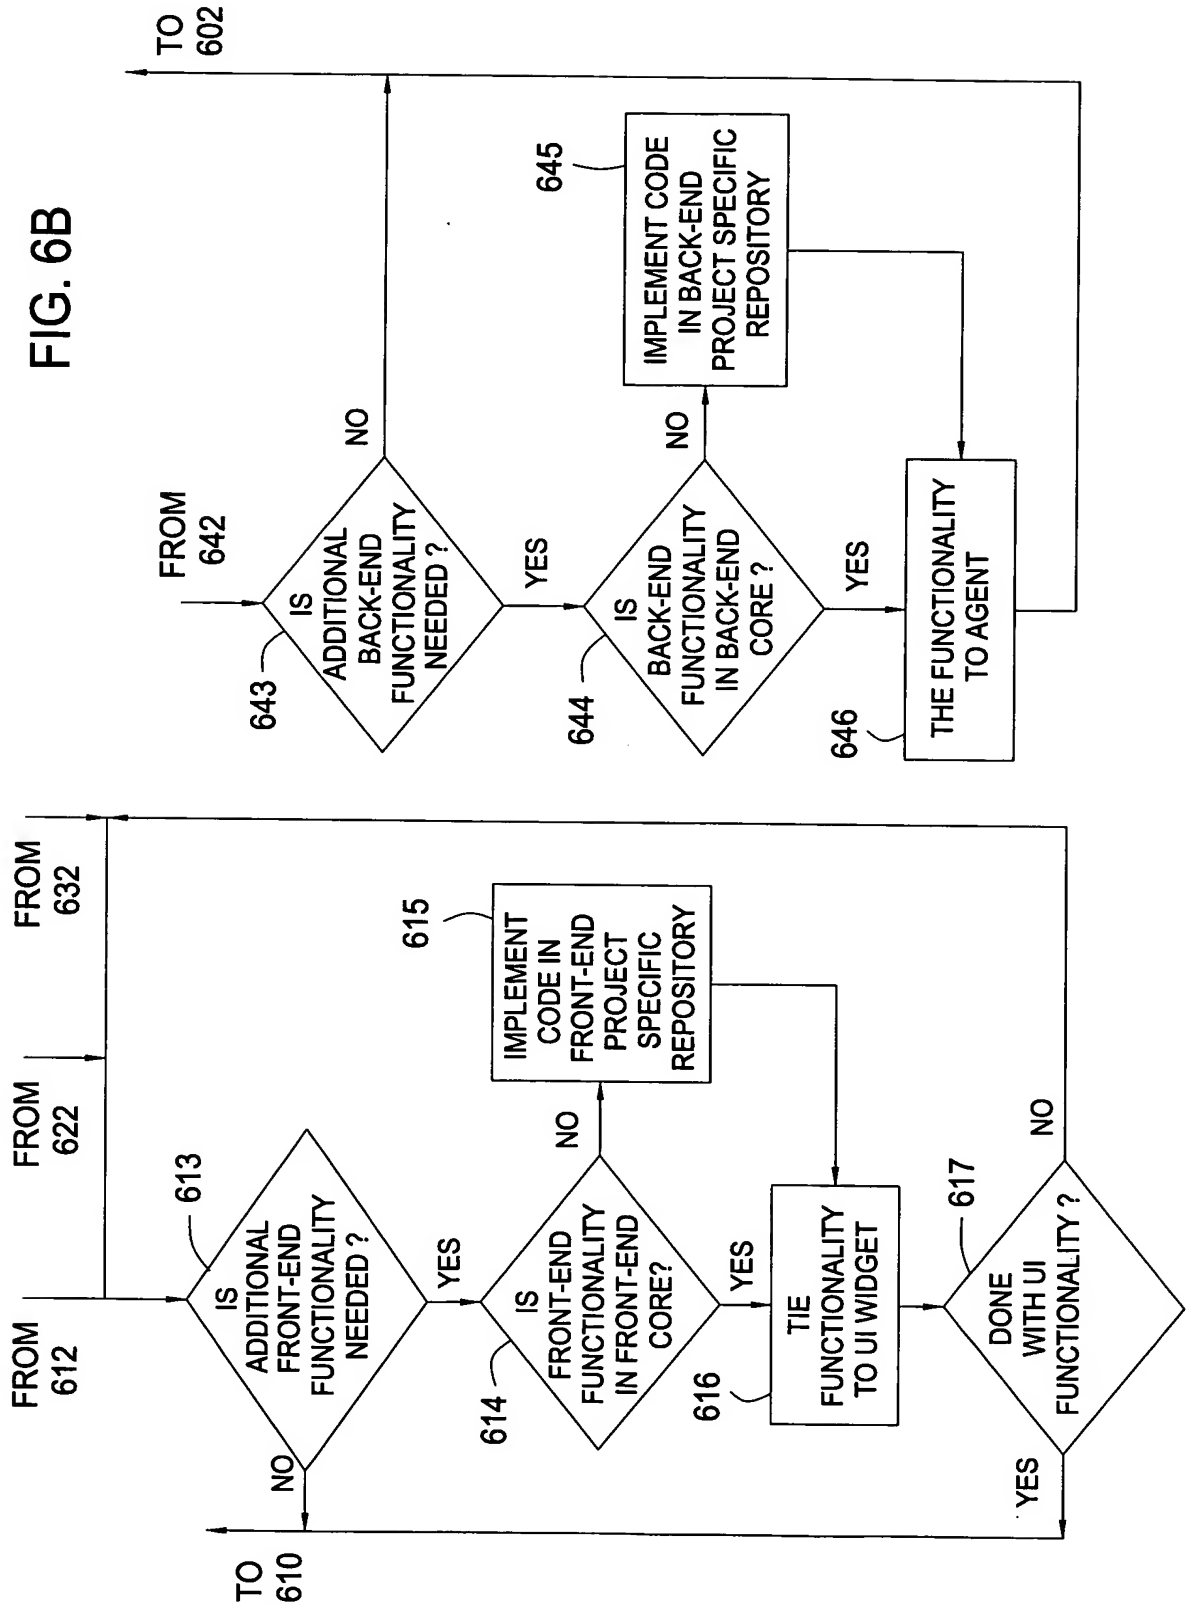 FIG. 6B
FROM
612
FROM
622
FROM
632
613
IS
ADDITIONAL
FRONT-END
FUNCTIONALITY
NEEDED ?
NO
TO
610
YES
614
IS
FRONT-END
FUNCTIONALITY
IN FRONT-END
CORE?
NO
615
IMPLEMENT
CODE IN
FRONT-END
PROJECT
SPECIFIC
REPOSITORY
YES
616
TIE
FUNCTIONALITY
TO UI WIDGET
617
DONE
WITH UI
FUNCTIONALITY ?
YES
NO
FROM
642
643
IS
ADDITIONAL
BACK-END
FUNCTIONALITY
NEEDED ?
NO
TO
602
YES
644
IS
BACK-END
FUNCTIONALITY
IN BACK-END
CORE ?
NO
645
IMPLEMENT CODE
IN BACK-END
PROJECT SPECIFIC
REPOSITORY
YES
646
THE FUNCTIONALITY
TO AGENT